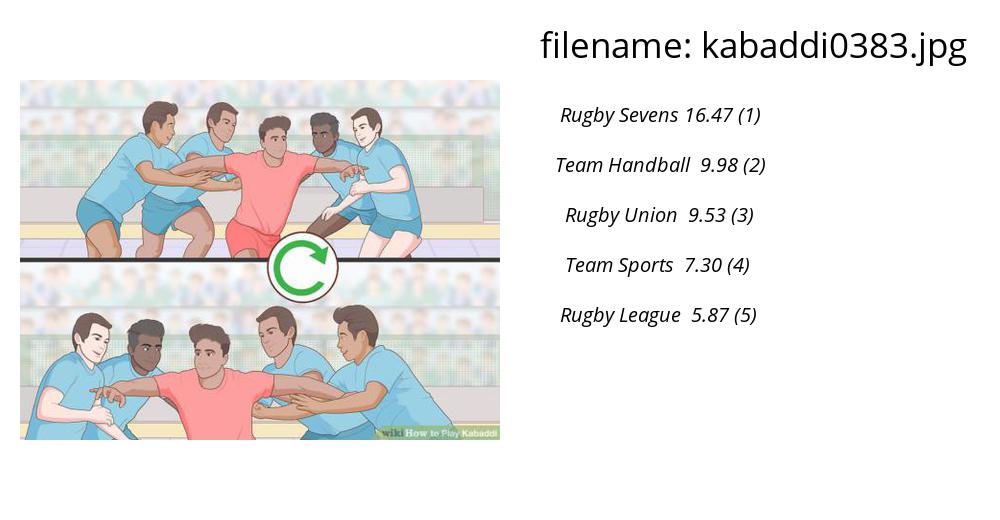 filename: kabaddi0383.jpg
Rugby Sevens 16.47 (1)
Team Handball 9.98 (2)
Rugby Union 9.53 (3)
Team Sports 7.30 (4)
Rugby League 5.87 (5)
wikiHow to Play Kabaddi